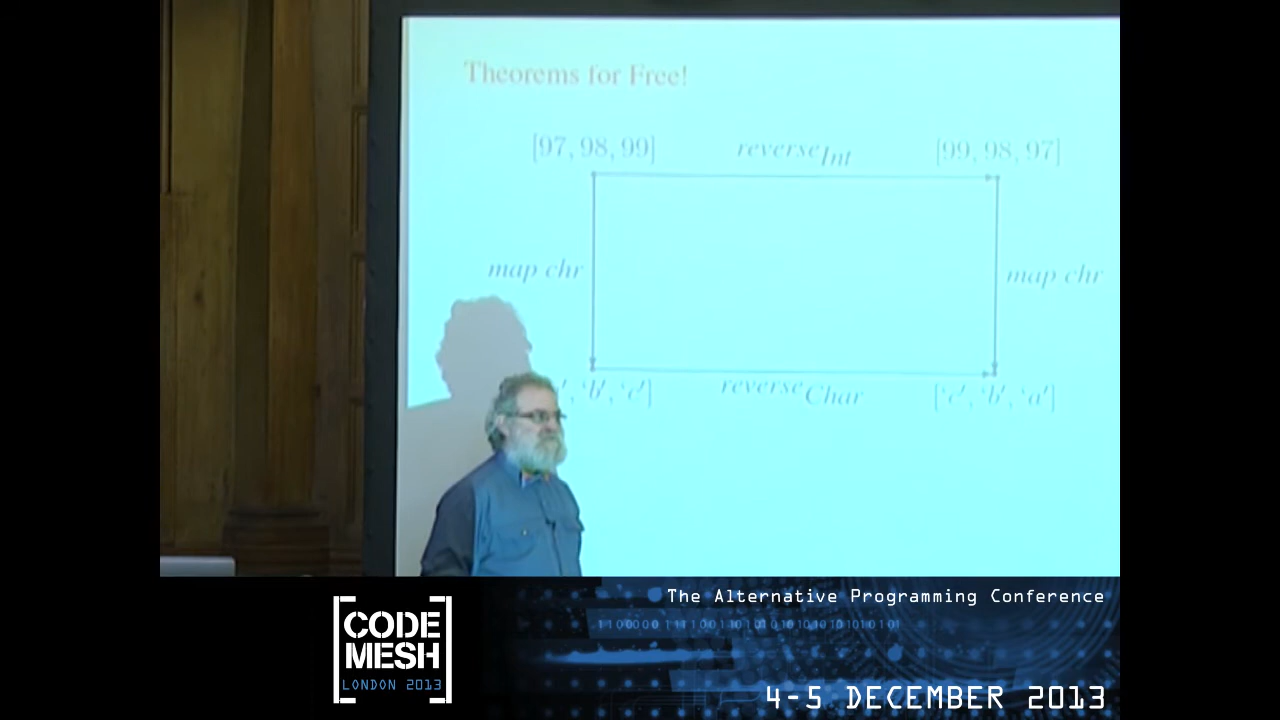 Theorems for Free!
[97, 98, 99] reverse Int [99, 98, 97]
map chr map chr
', 'b', 'c'] reverse Char ['c', 'b', 'a']
The Alternative Programming Conference
110000011110011010101010101010101
CODE
MESH
LONDON 2013
4-5 DECEMBER 2013